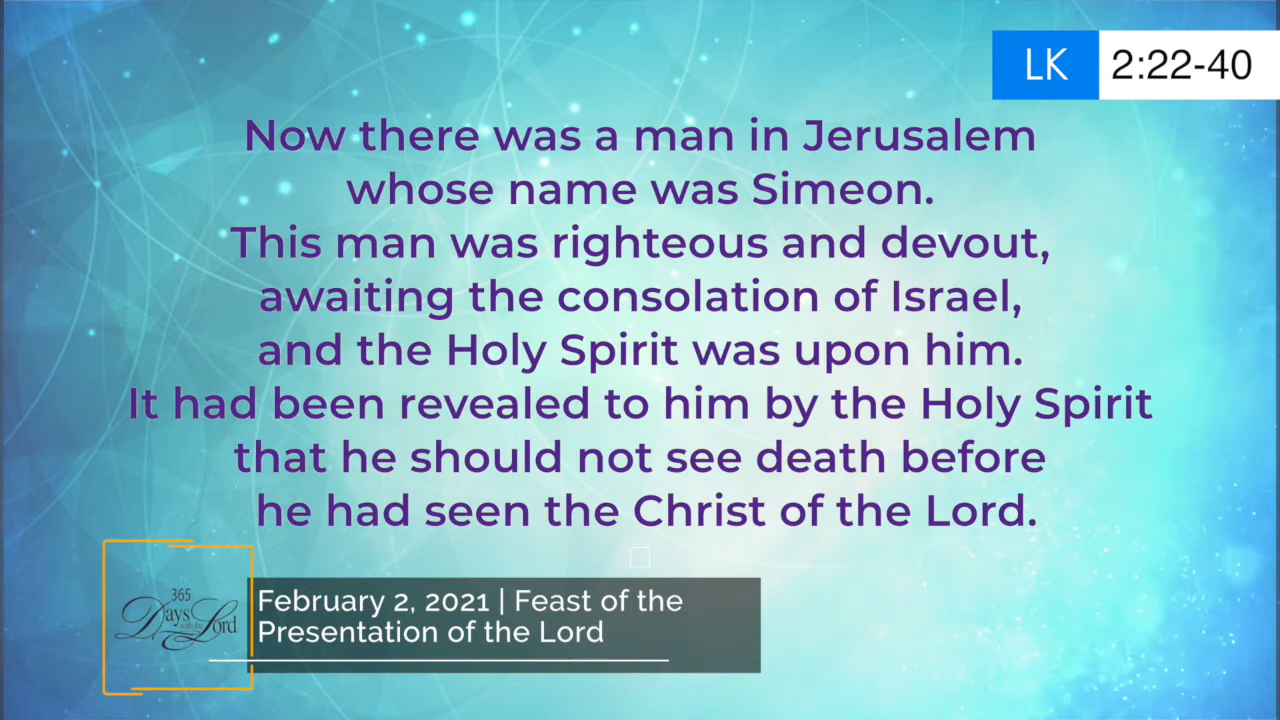 LK 2:22-40
Now there was a man in Jerusalem
whose name was Simeon.
This man was righteous and devout,
awaiting the consolation of Israel,
and the Holy Spirit was upon him.
It had been revealed to him by the Holy Spirit
that he should not see death before
he had seen the Christ of the Lord.
365
Days with the Lord
February 2, 2021 | Feast of the
Presentation of the Lord